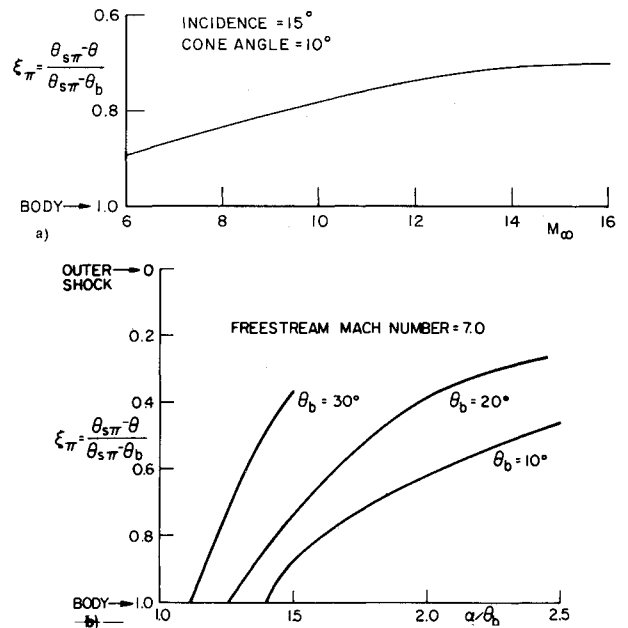 INCIDENCE = 15°
CONE ANGLE = 10°
0.6
ξπ = θsπ-θ / θsπ-θb
0.8
BODY→ 1.0
6 8 10 12 14 16
M∞
a)
OUTER SHOCK → 0
FREESTREAM MACH NUMBER = 7.0
0.2
θb = 30°
θb = 20°
0.4
θb = 10°
ξπ = θsπ-θ / θsπ-θb
0.6
0.8
BODY→ 1.0
1.0 1.5 2.0 α/θb 2.5
b)